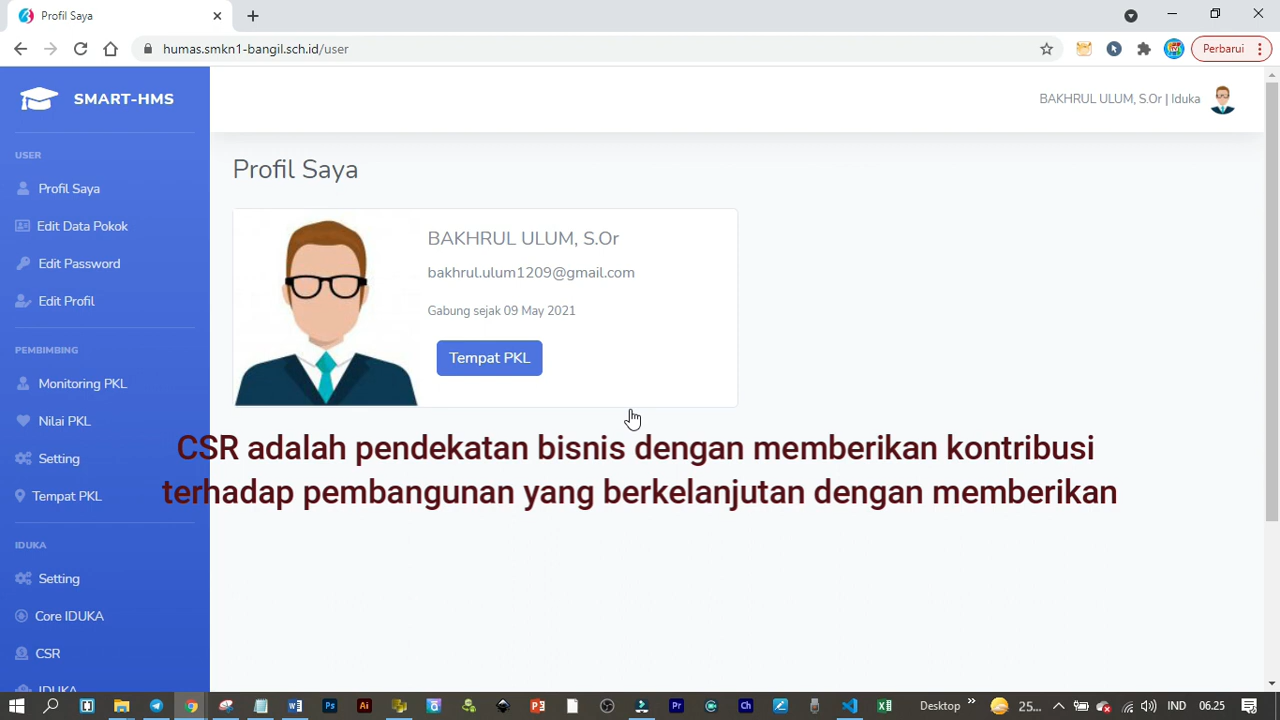 Profil Saya
humas.smkn1-bangil.sch.id/user
Perbarui
SMART-HMS
BAKHRUL ULUM, S.Or | Iduka
USER
Profil Saya
Edit Data Pokok
Edit Password
Edit Profil
PEMBIMBING
Monitoring PKL
Nilai PKL
Setting
Tempat PKL
IDUKA
Setting
Core IDUKA
CSR
IDUKA
Profil Saya
BAKHRUL ULUM, S.Or
bakhrul.ulum1209@gmail.com
Gabung sejak 09 May 2021
Tempat PKL
CSR adalah pendekatan bisnis dengan memberikan kontribusi
terhadap pembangunan yang berkelanjutan dengan memberikan
Desktop
25...
IND
06.25